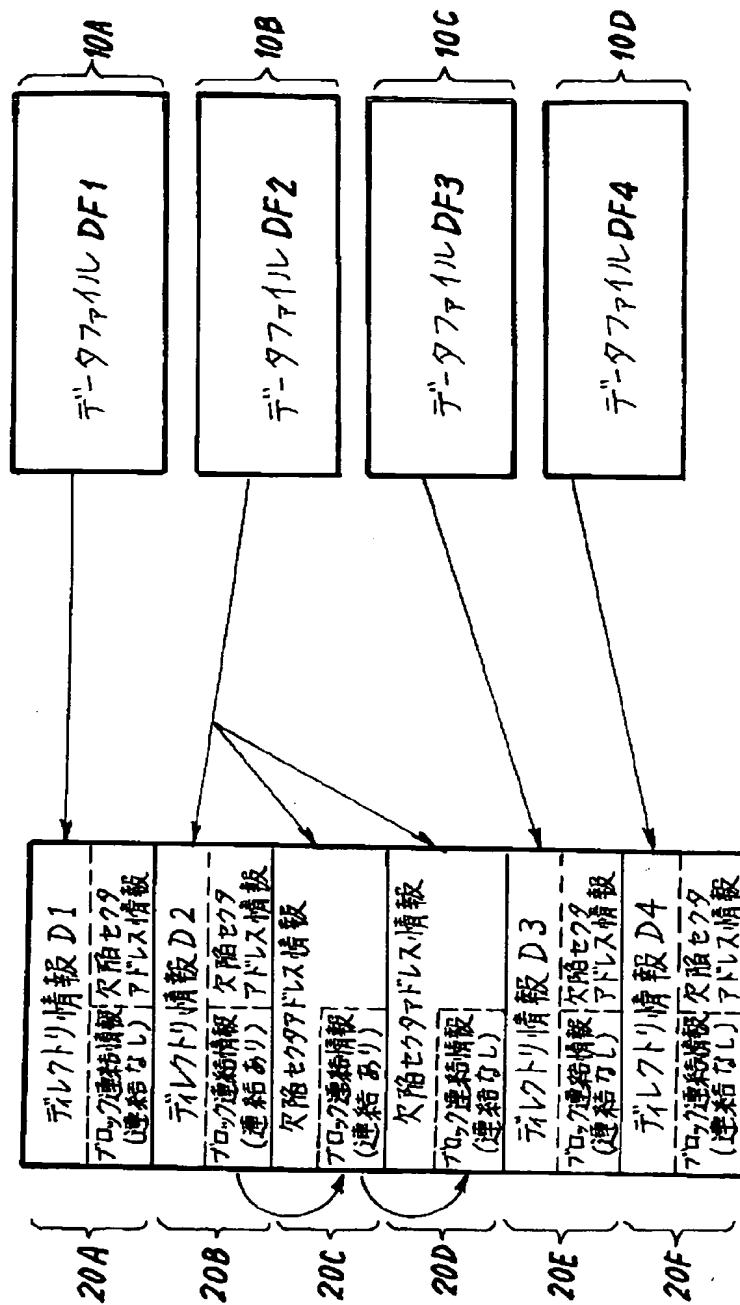 10A
データファイル DF1
10B
データファイル DF2
10C
データファイル DF3
10D
データファイル DF4
20A
ディレクトリ情報 D1
ブロック連結情報
(連結なし)
欠陥セクタ
アドレス情報
20B
ディレクトリ情報 D2
ブロック連結情報
(連結あり)
欠陥セクタ
アドレス情報
20C
欠陥セクタアドレス情報
ブロック連結情報
(連結あり)
20D
欠陥セクタアドレス情報
ブロック連結情報
(連結なし)
20E
ディレクトリ情報 D3
ブロック連結情報
(連結なし)
欠陥セクタ
アドレス情報
20F
ディレクトリ情報 D4
ブロック連結情報
(連結なし)
欠陥セクタ
アドレス情報